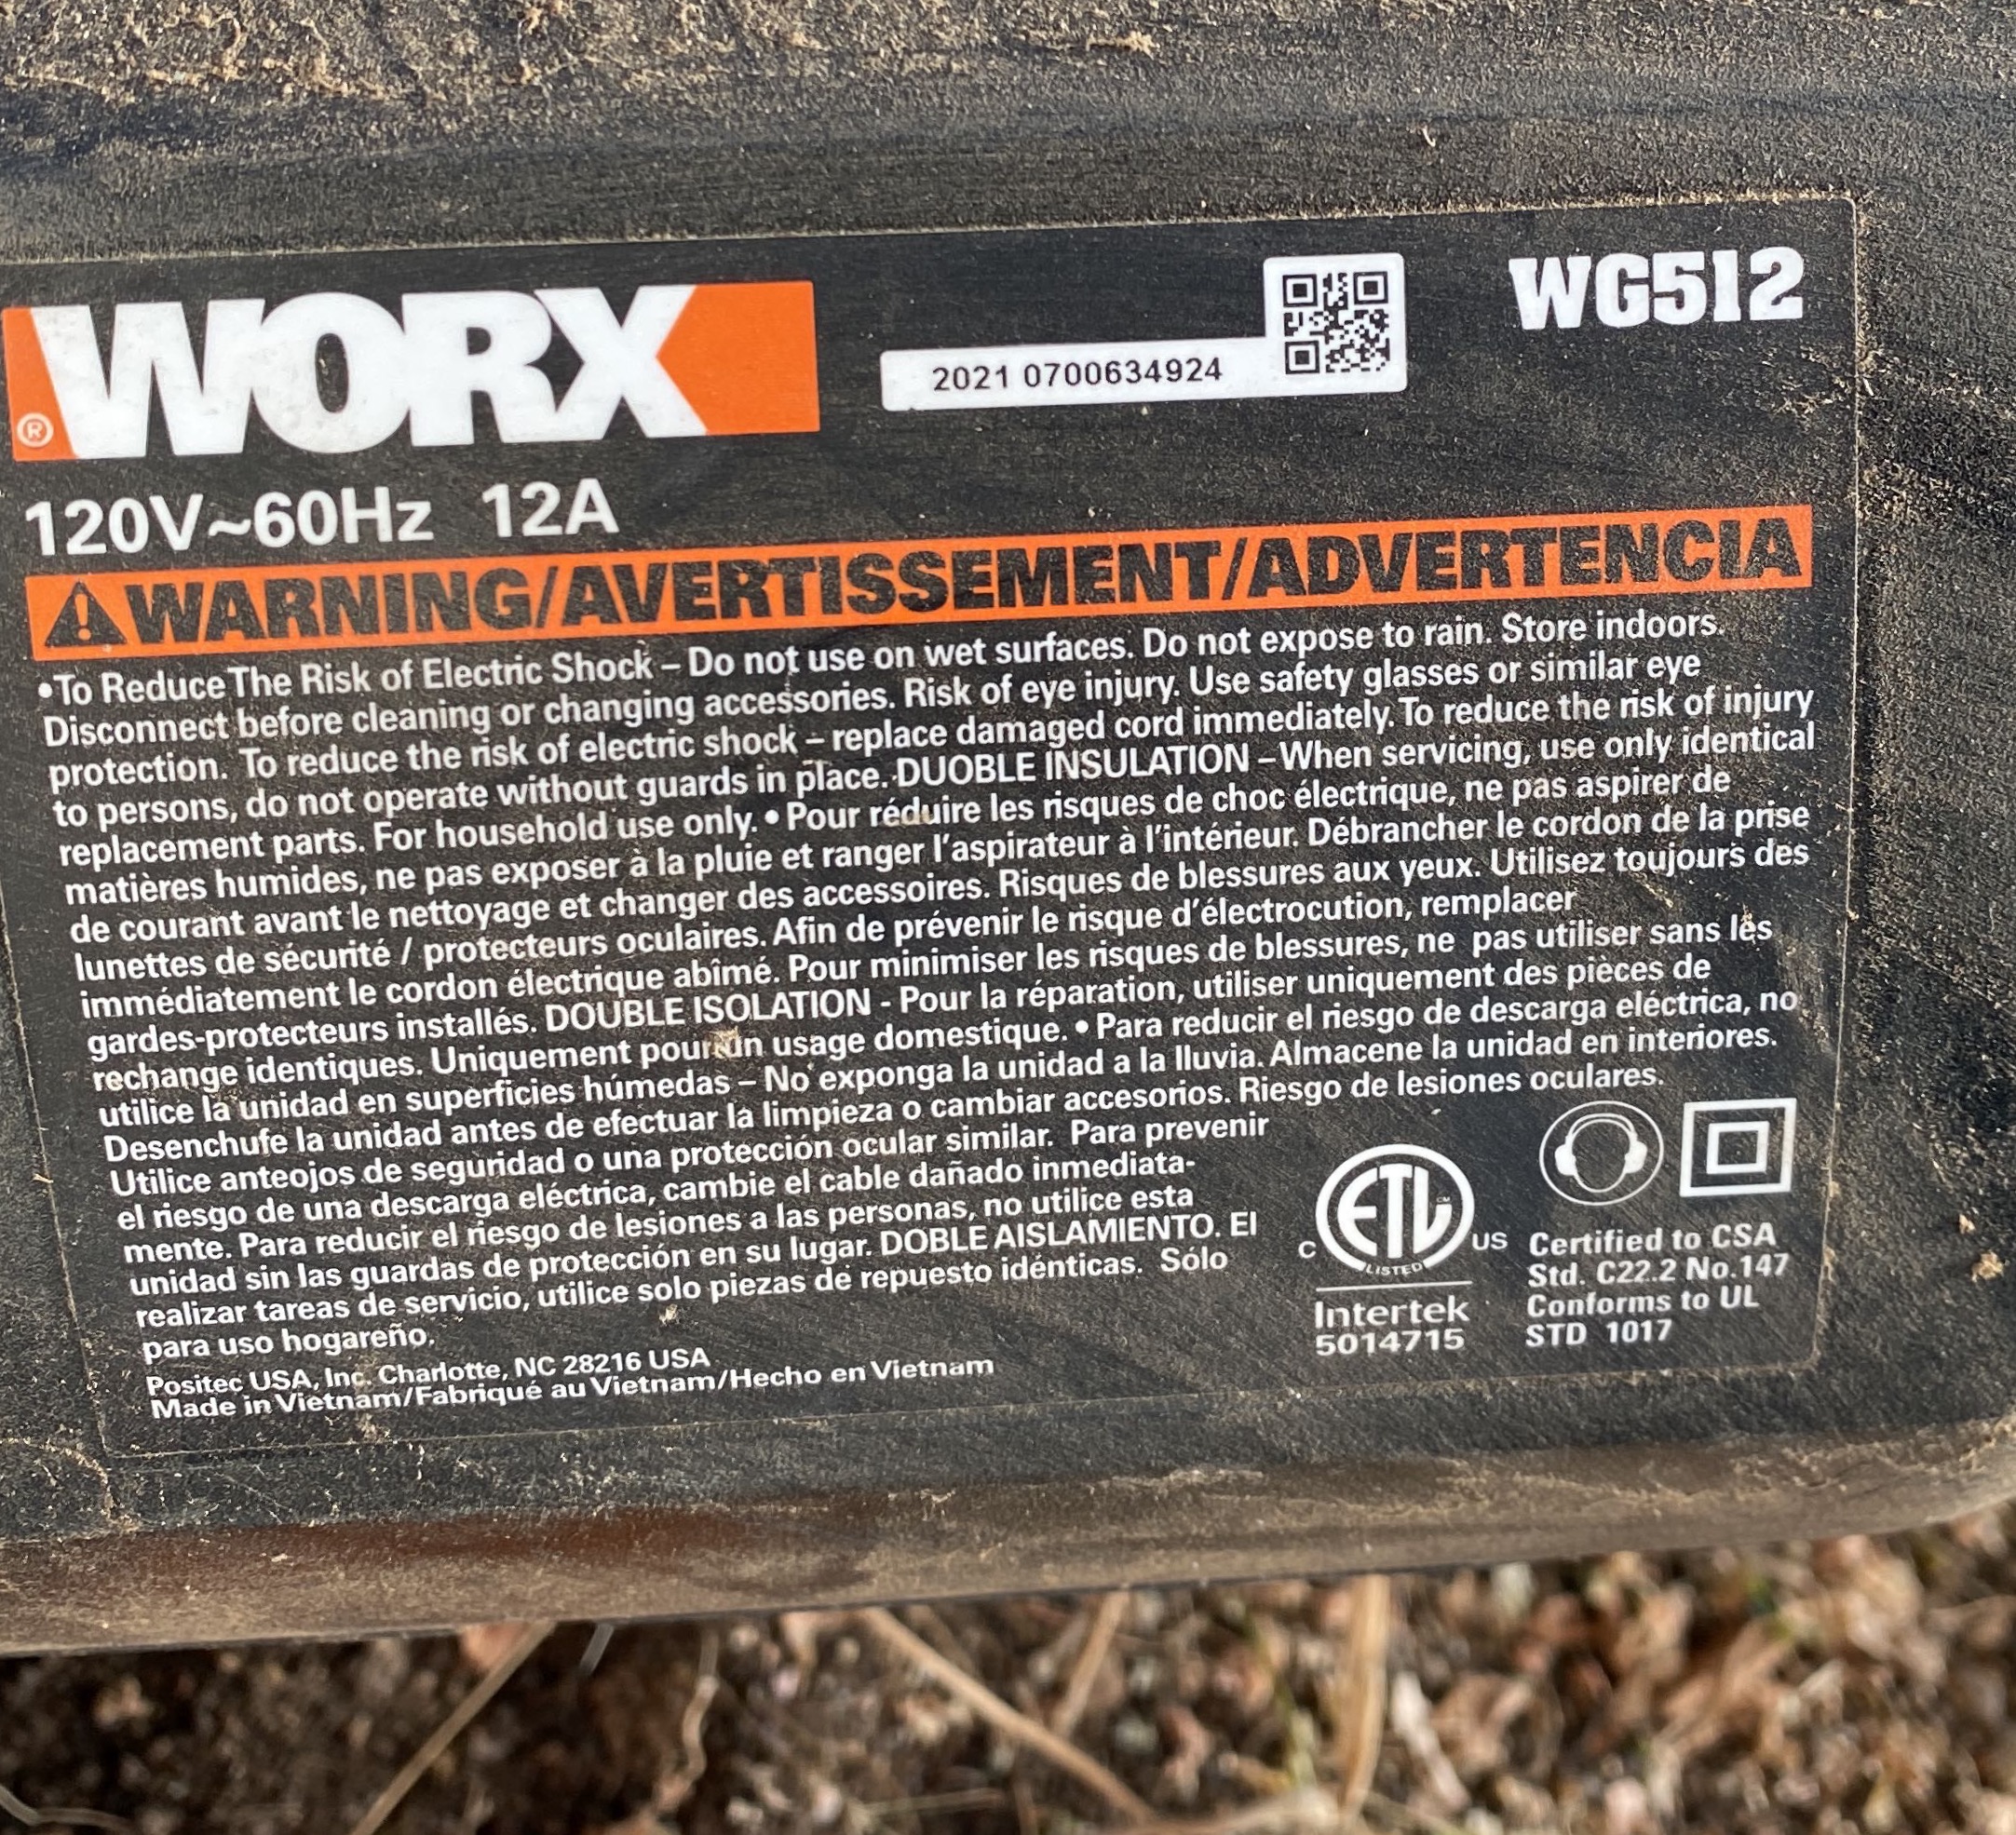 WORX
®
2021 0700634924
WG512
120V~60Hz 12A
WARNING/AVERTISSEMENT/ADVERTENCIA
•To Reduce The Risk of Electric Shock – Do not use on wet surfaces. Do not expose to rain. Store indoors.
Disconnect before cleaning or changing accessories. Risk of eye injury. Use safety glasses or similar eye
protection. To reduce the risk of electric shock – replace damaged cord immediately. To reduce the risk of injury
to persons, do not operate without guards in place. DUOBLE INSULATION – When servicing, use only identical
replacement parts. For household use only. • Pour réduire les risques de choc électrique, ne pas aspirer de
matières humides, ne pas exposer à la pluie et ranger l'aspirateur à l'intérieur. Débrancher le cordon de la prise
de courant avant le nettoyage et changer des accessoires. Risques de blessures aux yeux. Utilisez toujours des
lunettes de sécurité / protecteurs oculaires. Afin de prévenir le risque d'électrocution, remplacer
immédiatement le cordon électrique abîmé. Pour minimiser les risques de blessures, ne pas utiliser sans les
gardes-protecteurs installés. DOUBLE ISOLATION - Pour la réparation, utiliser uniquement des pièces de
rechange identiques. Uniquement pour un usage domestique. • Para reducir el riesgo de descarga eléctrica, no
utilice la unidad en superficies húmedas – No exponga la unidad a la lluvia. Almacene la unidad en interiores.
Desenchufe la unidad antes de efectuar la limpieza o cambiar accesorios. Riesgo de lesiones oculares.
Utilice anteojos de seguridad o una protección ocular similar. Para prevenir
el riesgo de una descarga eléctrica, cambie el cable dañado inmediata-
mente. Para reducir el riesgo de lesiones a las personas, no utilice esta
unidad sin las guardas de protección en su lugar. DOBLE AISLAMIENTO. El
realizar tareas de servicio, utilice solo piezas de repuesto idénticas. Sólo
para uso hogareño.
Positec USA, Inc. Charlotte, NC 28216 USA
Made in Vietnam/Fabriqué au Vietnam/Hecho en Vietnam
ETL CM
LISTED
C US
Intertek
5014715
Certified to CSA
Std. C22.2 No.147
Conforms to UL
STD 1017